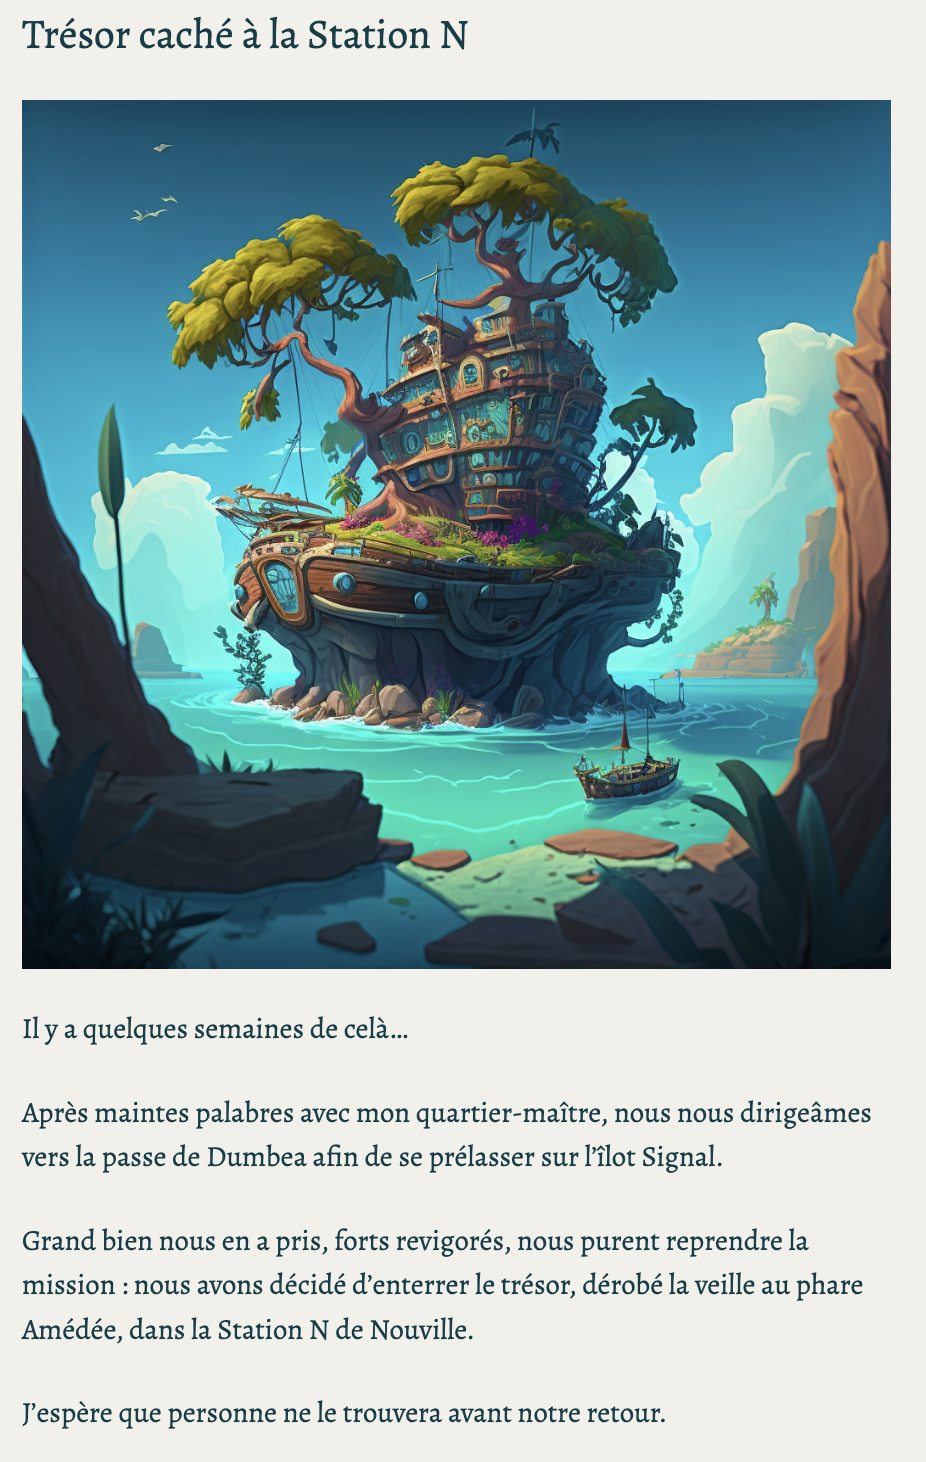 Trésor caché à la Station N
Il y a quelques semaines de celà…
Après maintes palabres avec mon quartier-maître, nous nous dirigeâmes
vers la passe de Dumbea afin de se prélasser sur l’îlot Signal.
Grand bien nous en a pris, forts revigorés, nous purent reprendre la
mission : nous avons décidé d’enterrer le trésor, dérobé la veille au phare
Amédée, dans la Station N de Nouville.
J’espère que personne ne le trouvera avant notre retour.